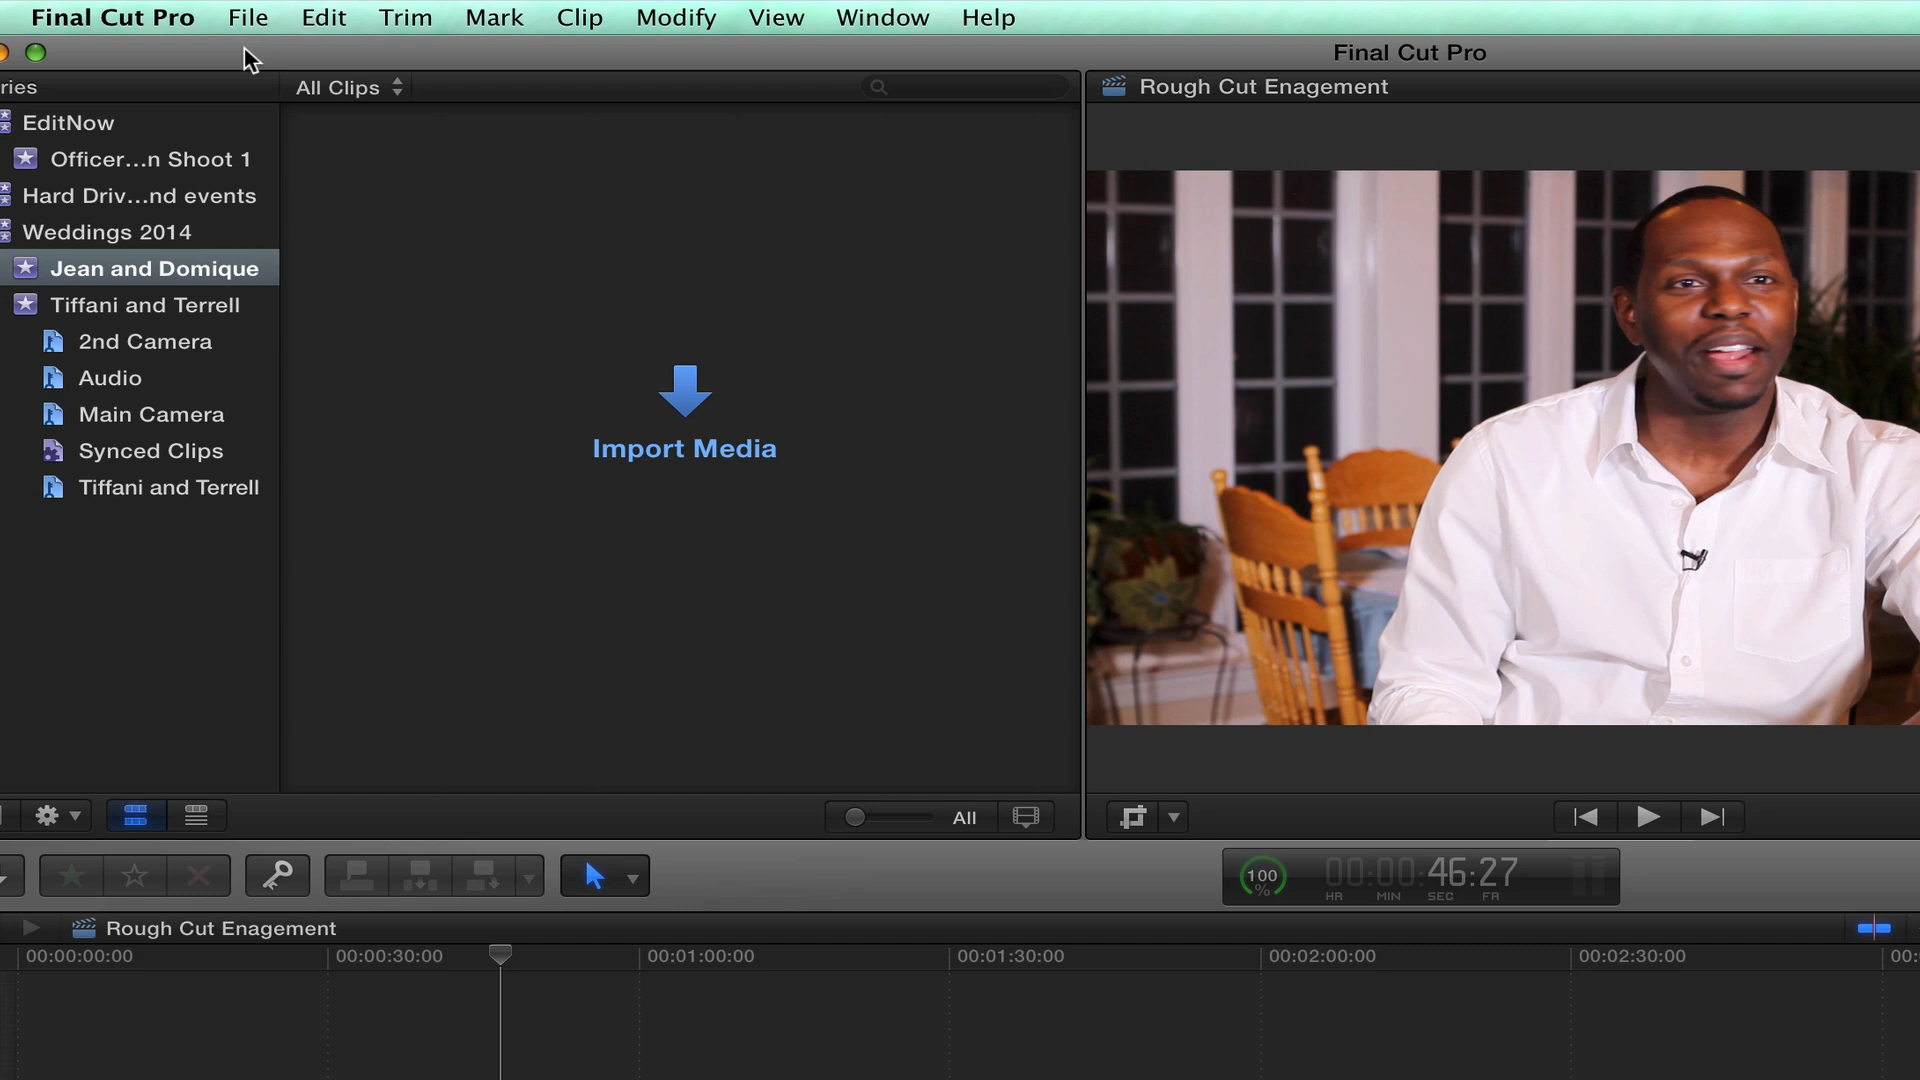 Final Cut Pro File Edit Trim Mark Clip Modify View Window Help
Final Cut Pro
ries
All Clips
Rough Cut Enagement
EditNow
Officer...n Shoot 1
Hard Driv...nd events
Weddings 2014
Jean and Domique
Tiffani and Terrell
2nd Camera
Audio
Main Camera
Synced Clips
Tiffani and Terrell
Import Media
All
100
%
00:00:46:27
HR MIN SEC FR
Rough Cut Enagement
00:00:00:00 00:00:30:00 00:01:00:00 00:01:30:00 00:02:00:00 00:02:30:00 00: